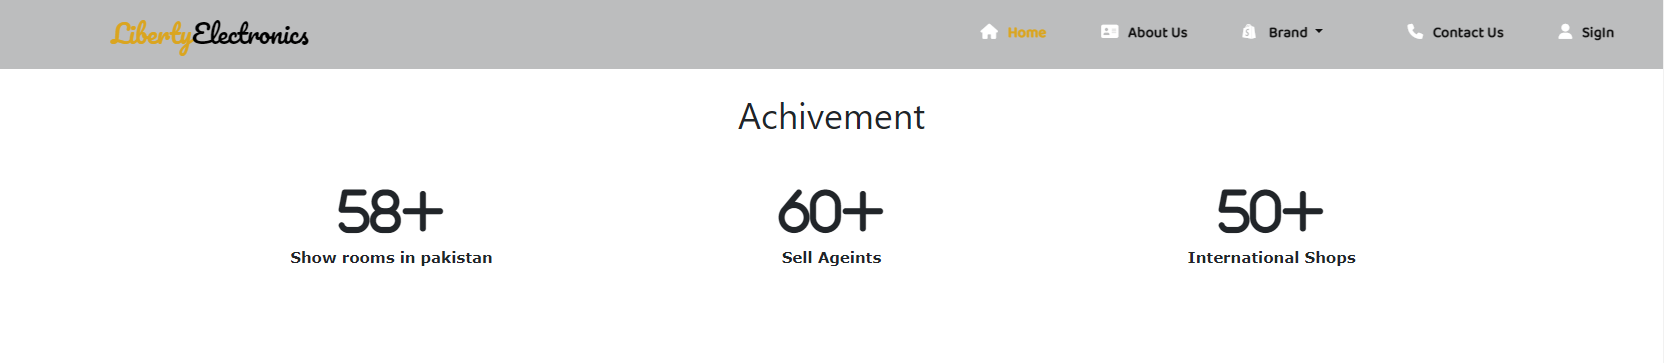 LibertyElectronics Home About Us Brand Contact Us SigIn
Achivement
58+ 60+ 50+
Show rooms in pakistan Sell Ageints International Shops